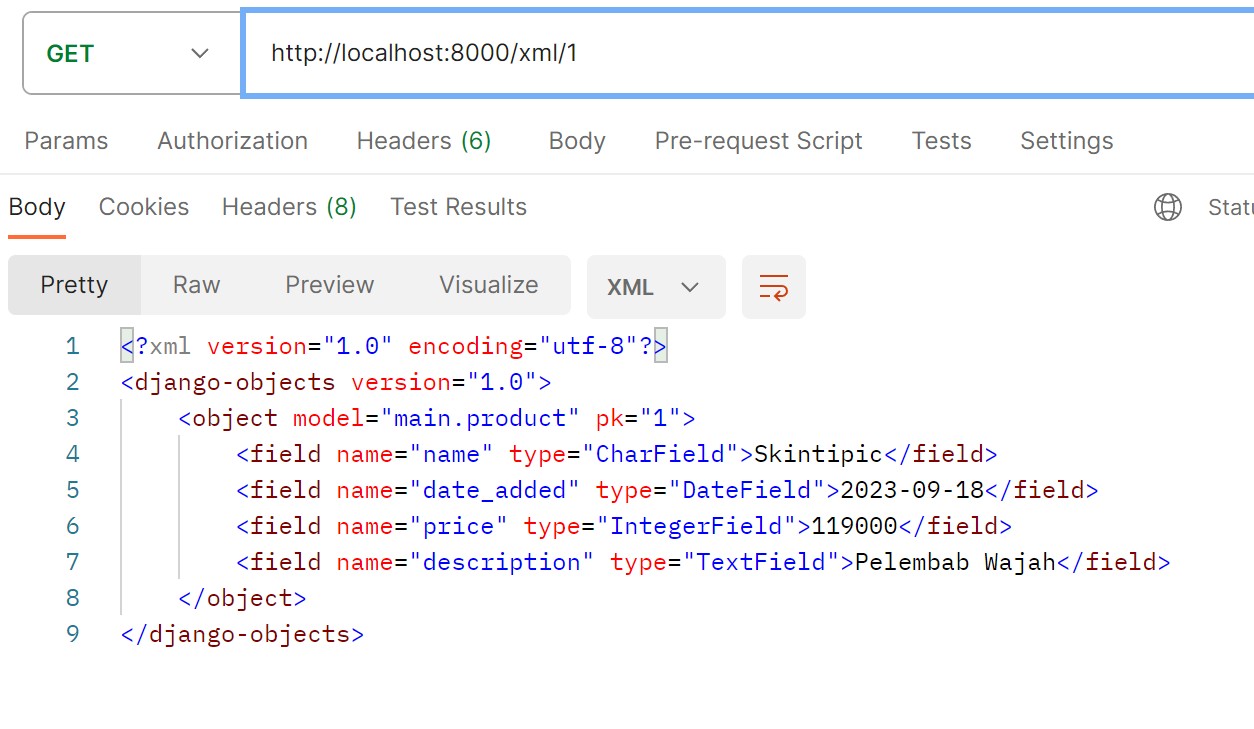 GET http://localhost:8000/xml/1
Params Authorization Headers (6) Body Pre-request Script Tests Settings
Body Cookies Headers (8) Test Results
Pretty Raw Preview Visualize XML
1 <?xml version="1.0" encoding="utf-8"?>
2 <django-objects version="1.0">
3 <object model="main.product" pk="1">
4 <field name="name" type="CharField">Skintipic</field>
5 <field name="date_added" type="DateField">2023-09-18</field>
6 <field name="price" type="IntegerField">119000</field>
7 <field name="description" type="TextField">Pelembab Wajah</field>
8 </object>
9 </django-objects>